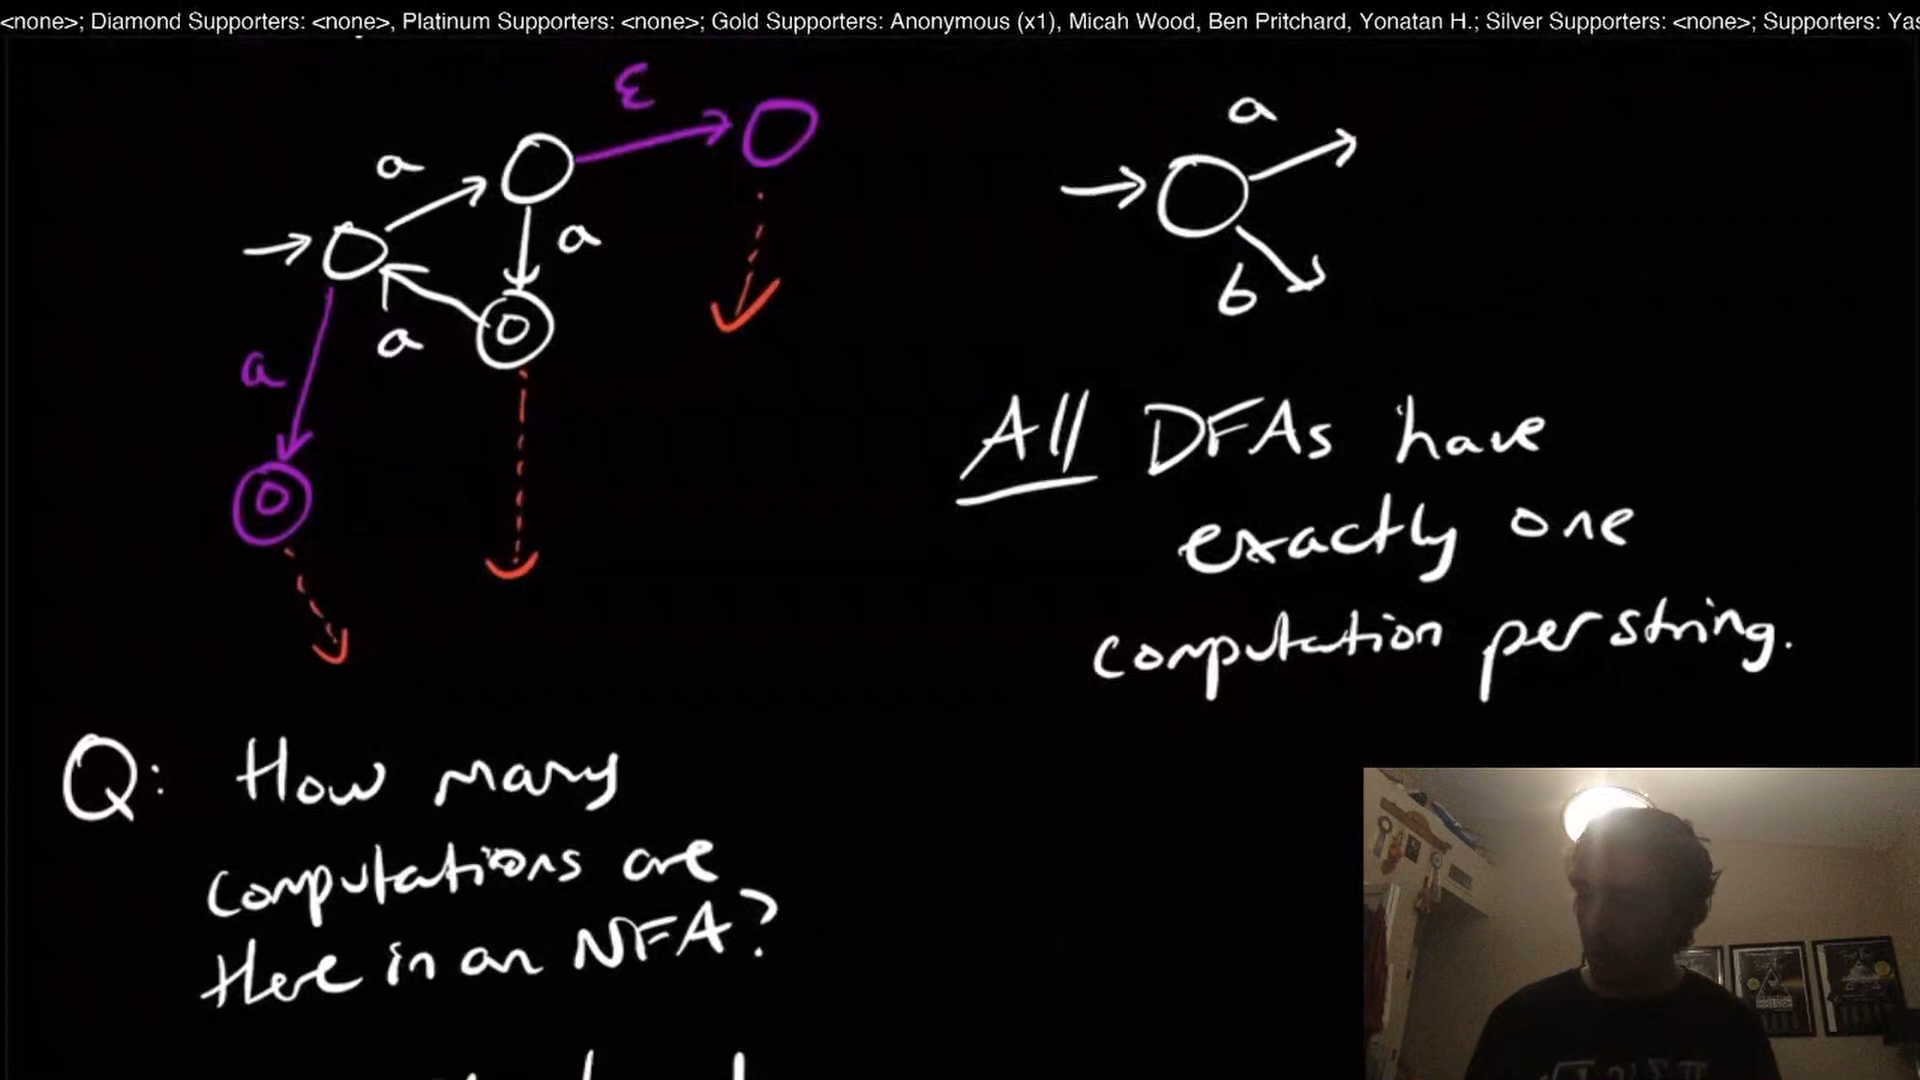 <none>; Diamond Supporters: <none>, Platinum Supporters: <none>; Gold Supporters: Anonymous (x1), Micah Wood, Ben Pritchard, Yonatan H.; Silver Supporters: <none>; Supporters: Yas
ε
a
a
a
a
a
b
All DFAs have
exactly one
computation per string.
Q: How many
computations are
there in an NFA?